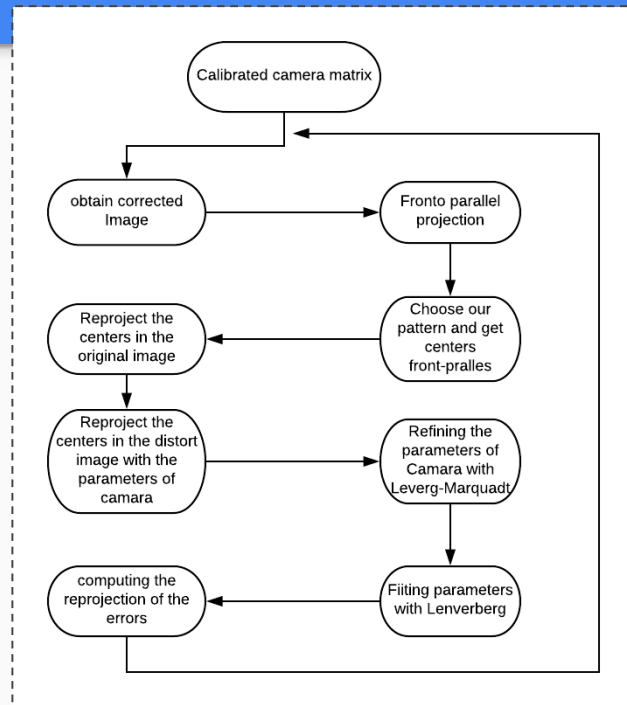 Calibrated camera matrix
obtain corrected
Image
Fronto parallel
projection
Choose our
pattern and get
centers
front-pralles
Reproject the
centers in the
original image
Reproject the
centers in the distort
image with the
parameters of
camara
Refining the
parameters of
Camara with
Leverg-Marquadt
Fiiting parameters
with Lenverberg
computing the
reprojection of the
errors